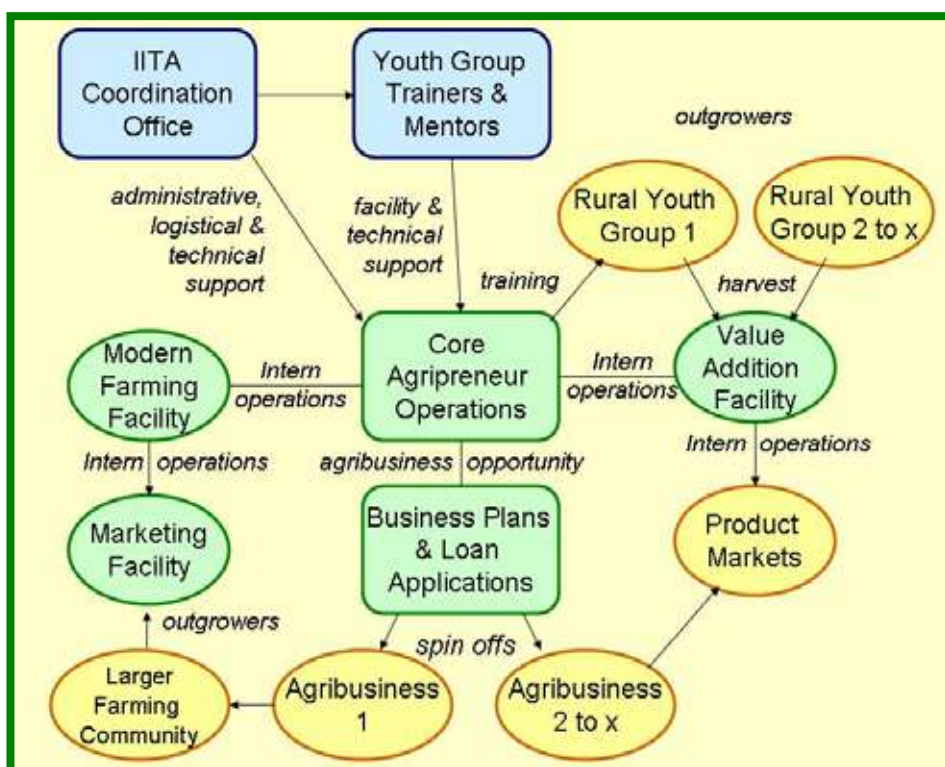 IITA
Coordination
Office
Youth Group
Trainers &
Mentors
outgrowers
administrative,
logistical &
technical
support
facility &
technical
support
Rural Youth
Group 1
Rural Youth
Group 2 to x
training
harvest
Modern
Farming
Facility
Intern
operations
Core
Agripreneur
Operations
Intern
operations
Value
Addition
Facility
Intern operations
agribusiness opportunity
Intern operations
Marketing
Facility
Business Plans
& Loan
Applications
Product
Markets
outgrowers
spin offs
Larger
Farming
Community
Agribusiness
1
Agribusiness
2 to x